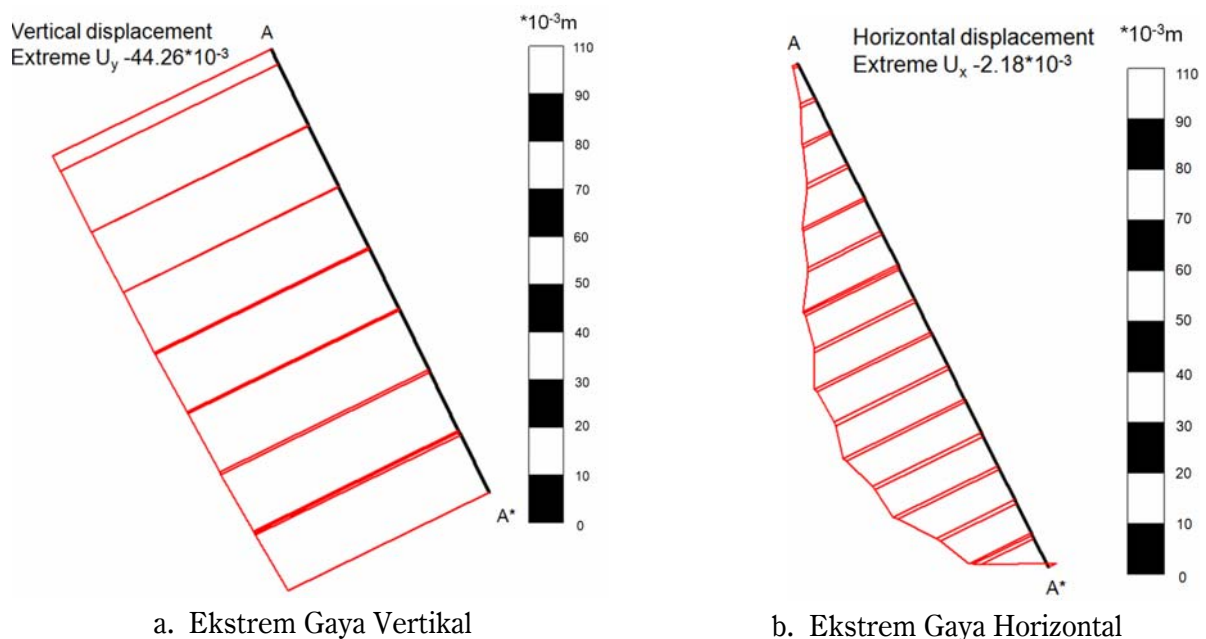 Vertical displacement
Extreme Uy -44.26*10-3
A
A*
*10-3m
110
90
80
70
60
50
40
30
20
10
0
a. Ekstrem Gaya Vertikal
Horizontal displacement
Extreme Ux -2.18*10-3
A
A*
*10-3m
110
90
80
70
60
50
40
30
20
10
0
b. Ekstrem Gaya Horizontal